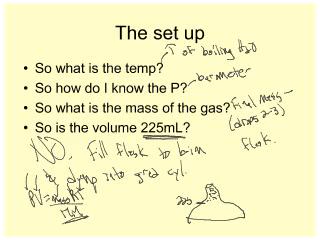 The set up
T of boiling H2O
• So what is the temp?
• So how do I know the P? barometer
• So what is the mass of the gas? Final mass –
(drops 2-3) flask.
• So is the volume 225mL?
NO. Fill flask to brim
dump into grad cyl.
PV = mass RT
225